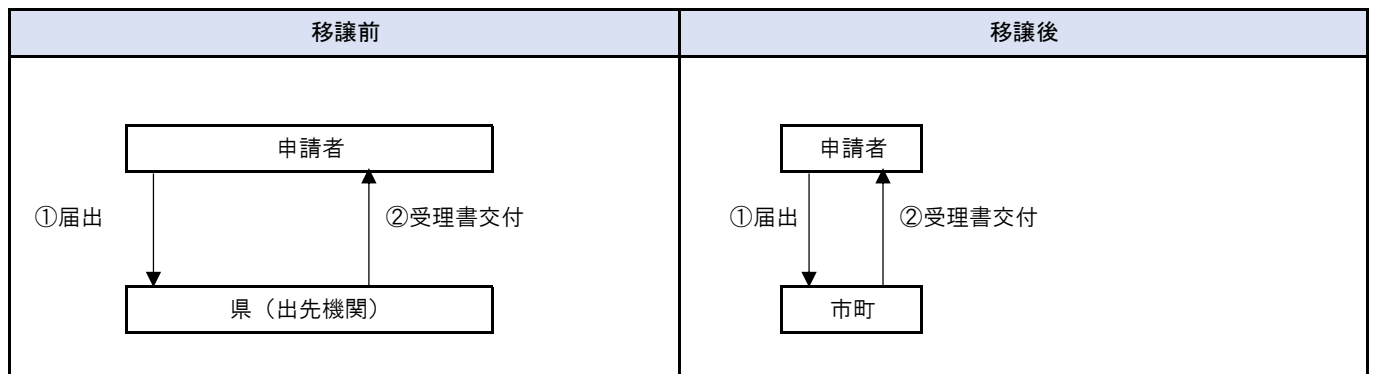 移譲前
移譲後
申請者
①届出
②受理書交付
県（出先機関）
申請者
①届出
②受理書交付
市町